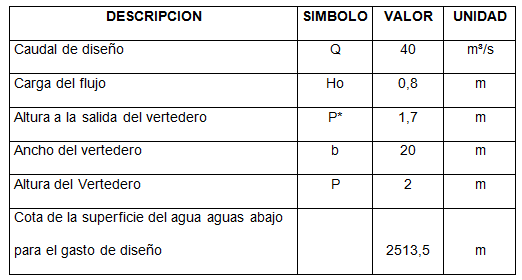 DESCRIPCION SIMBOLO VALOR UNIDAD
Caudal de diseño Q 40 m³/s
Carga del flujo Ho 0,8 m
Altura a la salida del vertedero P* 1,7 m
Ancho del vertedero b 20 m
Altura del Vertedero P 2 m
Cota de la superficie del agua aguas abajo
para el gasto de diseño 2513,5 m